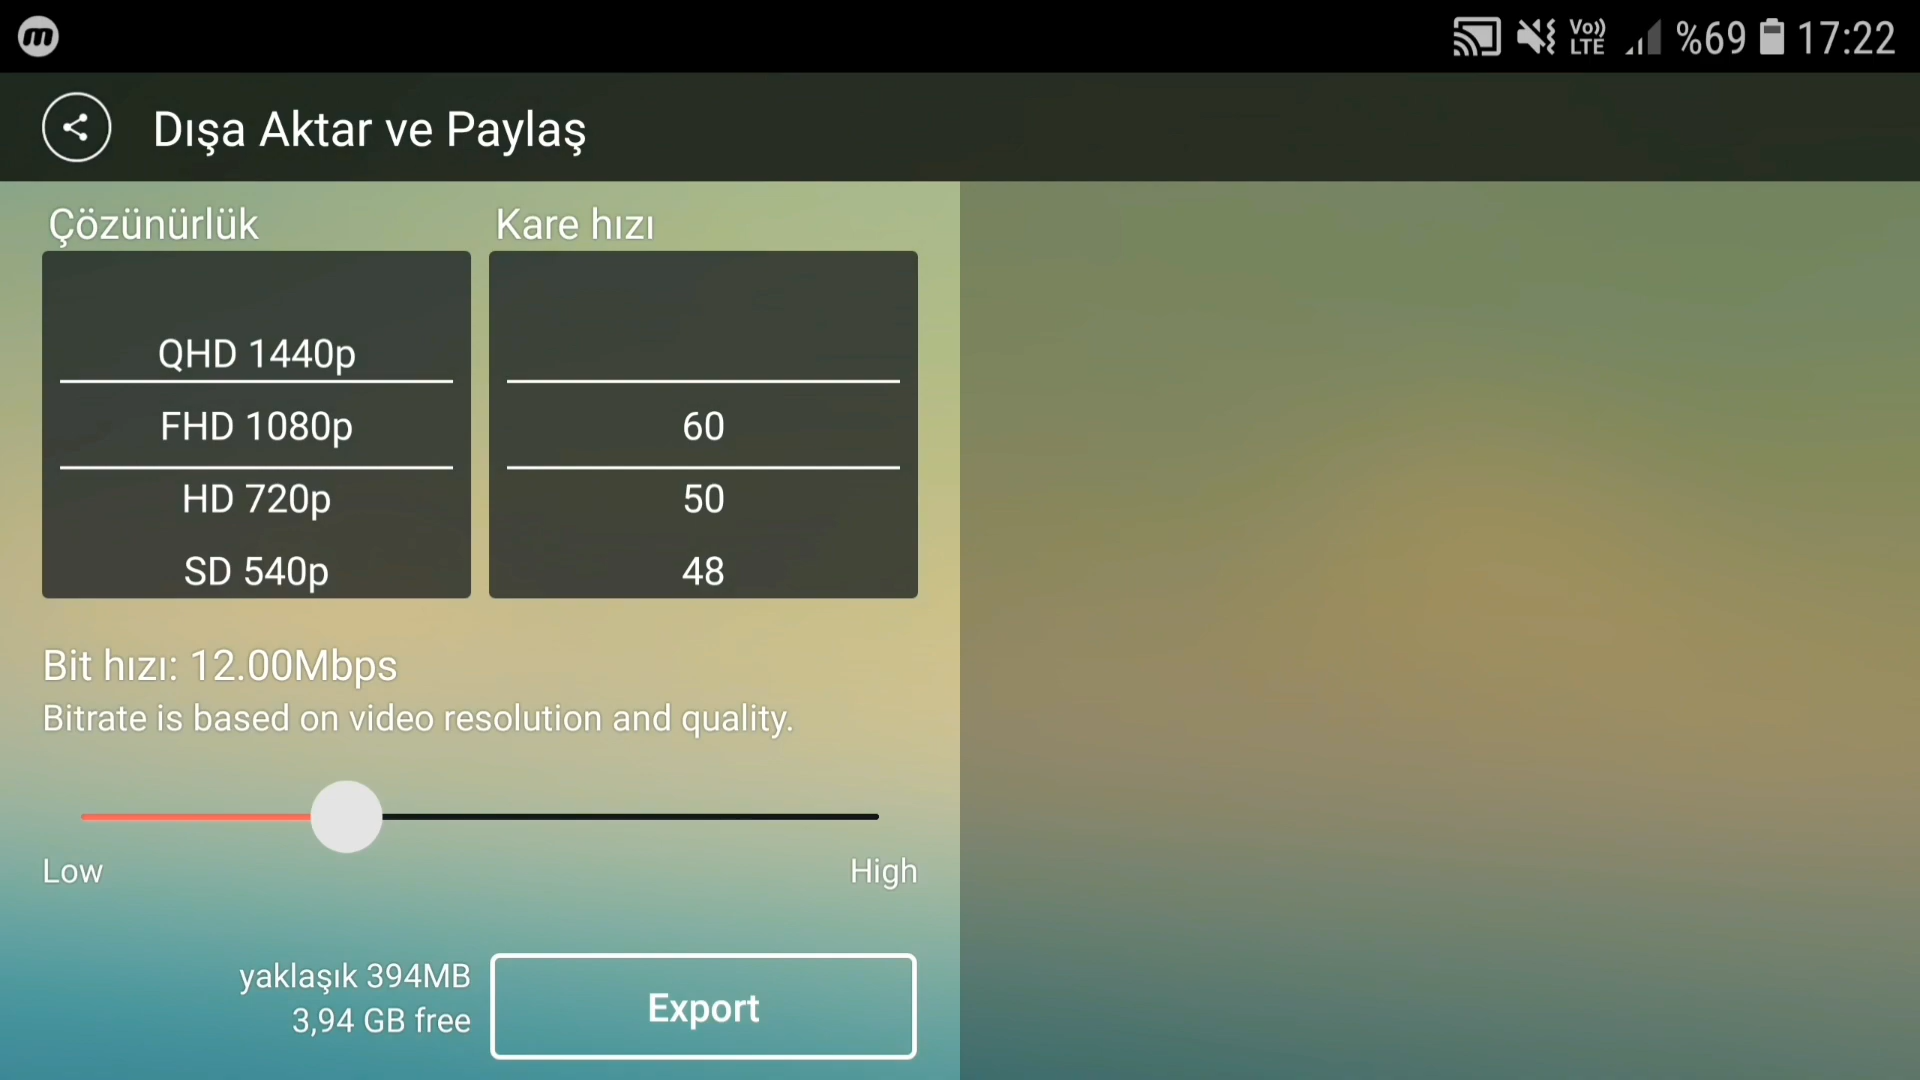 Vo))
LTE
%69
17:22
Dışa Aktar ve Paylaş
Çözünürlük
Kare hızı
QHD 1440p
FHD 1080p
HD 720p
SD 540p
60
50
48
Bit hızı: 12.00Mbps
Bitrate is based on video resolution and quality.
Low
High
yaklaşık 394MB
3,94 GB free
Export